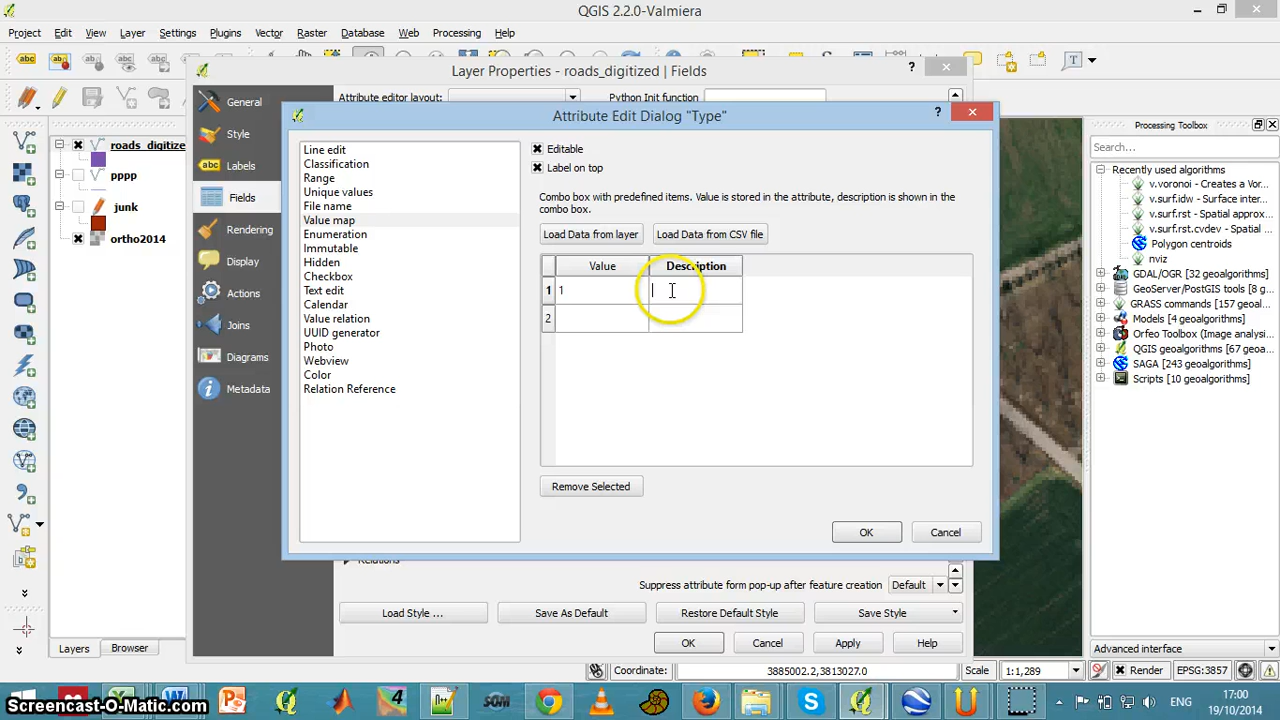 QGIS 2.2.0-Valmiera
Project Edit View Layer Settings Plugins Vector Raster Database Web Processing Help
Layer Properties - roads_digitized | Fields
Attribute editor layout:
Python Init function
General
Style
Labels
Fields
Rendering
Display
Actions
Joins
Diagrams
Metadata
roads_digitize
pppp
junk
ortho2014
Layers
Browser
Attribute Edit Dialog "Type"
Line edit
Classification
Range
Unique values
File name
Value map
Enumeration
Immutable
Hidden
Checkbox
Text edit
Calendar
Value relation
UUID generator
Photo
Webview
Color
Relation Reference
Editable
Label on top
Combo box with predefined items. Value is stored in the attribute, description is shown in the
combo box.
Load Data from layer
Load Data from CSV file
Value Description
1 1
2
Remove Selected
OK
Cancel
Relations
Suppress attribute form pop-up after feature creation Default
Load Style ...
Save As Default
Restore Default Style
Save Style
OK
Cancel
Apply
Help
Processing Toolbox
Search...
Recently used algorithms
v.voronoi - Creates a Vor...
v.surf.idw - Surface inter...
v.surf.rst - Spatial approx...
v.surf.rst.cvdev - Spatial ...
Polygon centroids
nviz
GDAL/OGR [32 geoalgorithms]
GeoServer/PostGIS tools [8 g...
GRASS commands [157 geoalg...
Models [4 geoalgorithms]
Orfeo Toolbox (Image analysi...
QGIS geoalgorithms [67 geoa...
SAGA [243 geoalgorithms]
Scripts [10 geoalgorithms]
Advanced interface
Coordinate: 3885002.2,3813027.0 Scale 1:1,289 Render EPSG:3857
Screencast-O-Matic.com
ENG
17:00
19/10/2014